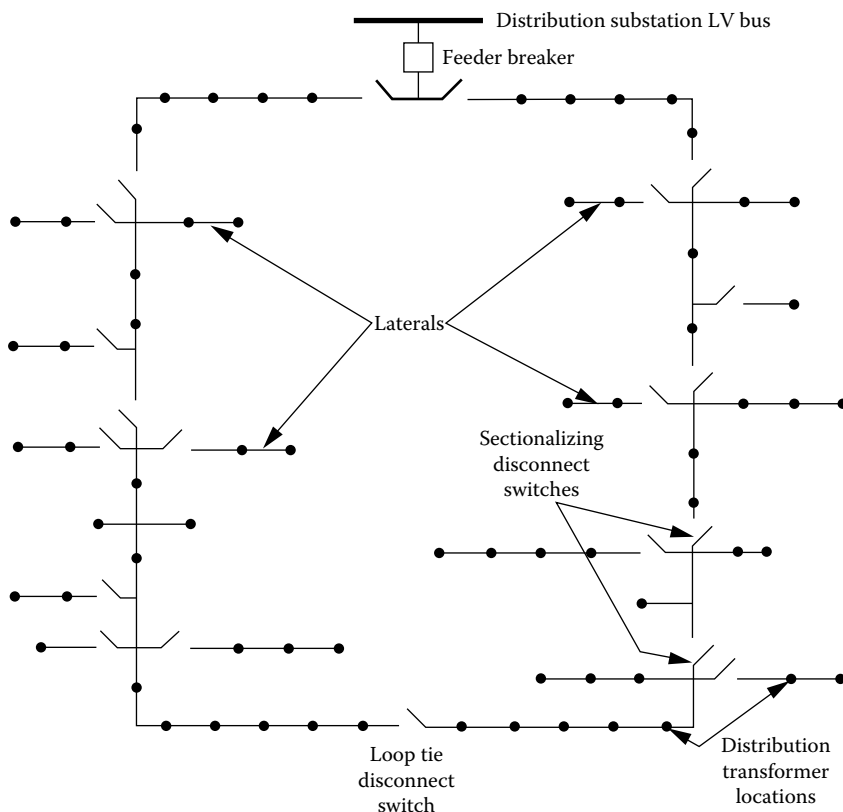 Distribution substation LV bus
Feeder breaker
Laterals
Sectionalizing
disconnect
switches
Loop tie
disconnect
switch
Distribution
transformer
locations